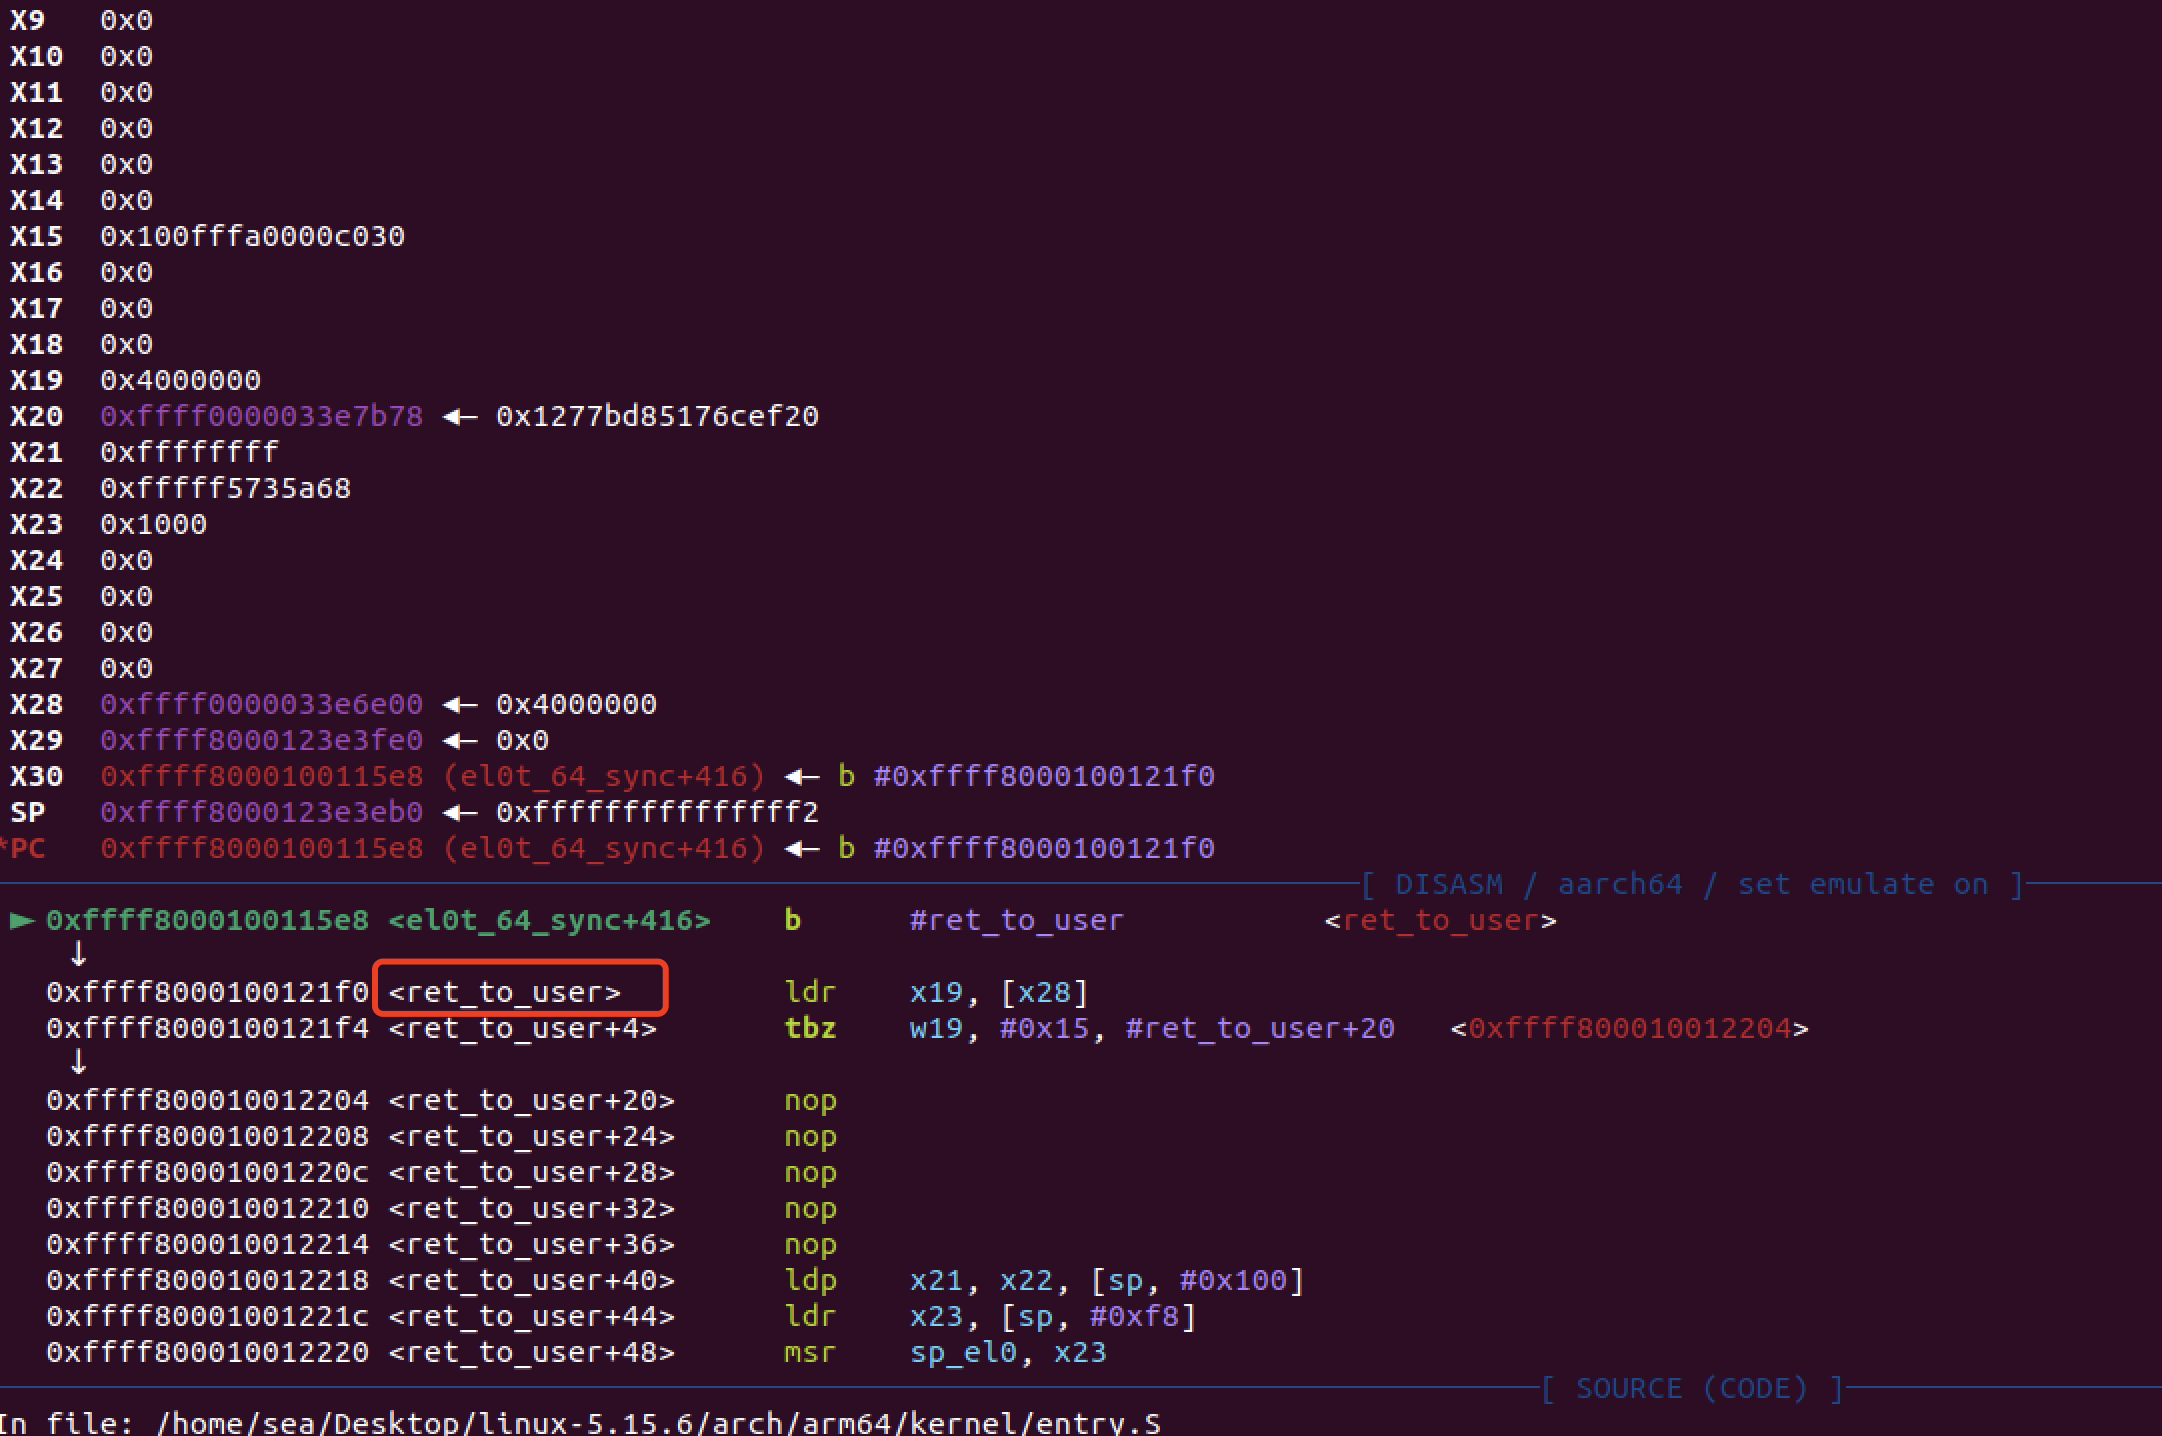 X9 0x0
X10 0x0
X11 0x0
X12 0x0
X13 0x0
X14 0x0
X15 0x100fffa0000c030
X16 0x0
X17 0x0
X18 0x0
X19 0x4000000
X20 0xffff0000033e7b78 ◄— 0x1277bd85176cef20
X21 0xffffffff
X22 0xfffff5735a68
X23 0x1000
X24 0x0
X25 0x0
X26 0x0
X27 0x0
X28 0xffff0000033e6e00 ◄— 0x4000000
X29 0xffff8000123e3fe0 ◄— 0x0
X30 0xffff8000100115e8 (el0t_64_sync+416) ◄— b #0xffff8000100121f0
SP 0xffff8000123e3eb0 ◄— 0xfffffffffffffff2
*PC 0xffff8000100115e8 (el0t_64_sync+416) ◄— b #0xffff8000100121f0
[ DISASM / aarch64 / set emulate on ]
► 0xffff8000100115e8 <el0t_64_sync+416> b #ret_to_user <ret_to_user>
↓
0xffff8000100121f0 <ret_to_user> ldr x19, [x28]
0xffff8000100121f4 <ret_to_user+4> tbz w19, #0x15, #ret_to_user+20 <0xffff800010012204>
↓
0xffff800010012204 <ret_to_user+20> nop
0xffff800010012208 <ret_to_user+24> nop
0xffff80001001220c <ret_to_user+28> nop
0xffff800010012210 <ret_to_user+32> nop
0xffff800010012214 <ret_to_user+36> nop
0xffff800010012218 <ret_to_user+40> ldp x21, x22, [sp, #0x100]
0xffff80001001221c <ret_to_user+44> ldr x23, [sp, #0xf8]
0xffff800010012220 <ret_to_user+48> msr sp_el0, x23
[ SOURCE (CODE) ]
In file: /home/sea/Desktop/linux-5.15.6/arch/arm64/kernel/entry.S